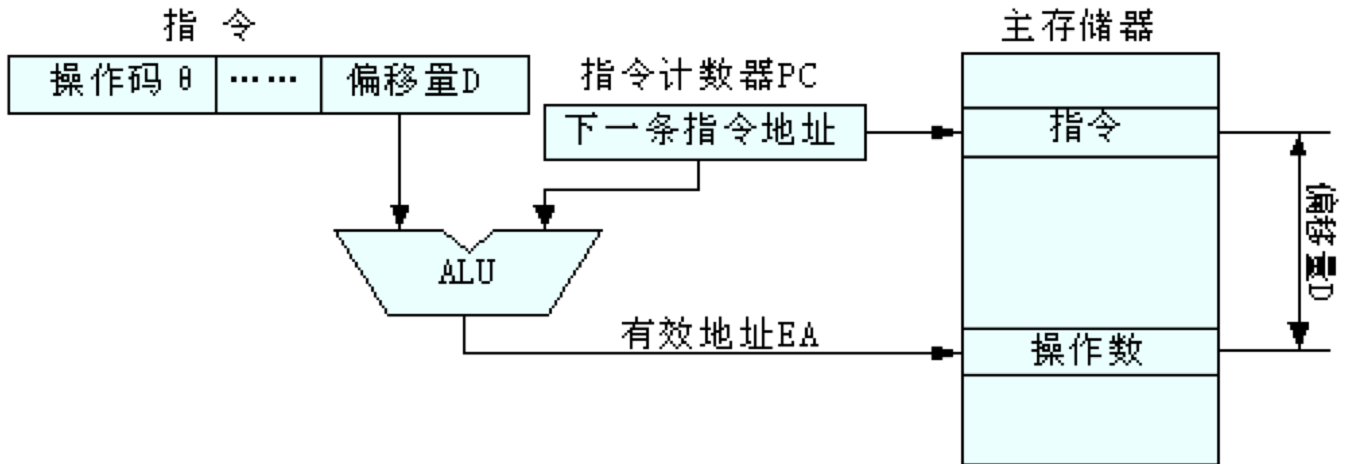 指 令
主存储器
操作码 θ
……
偏移量D
指令计数器PC
下一条指令地址
指令
偏移量D
ALU
有效地址EA
操作数